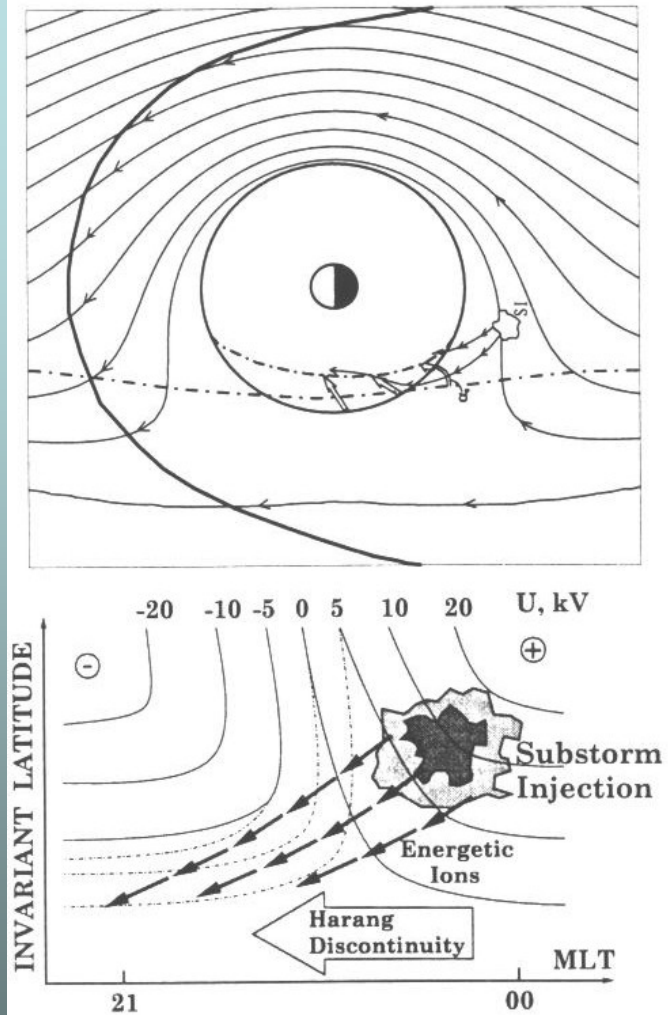 SI
-20 -10 -5 0 5 10 20 U, kV
-
+
INVARIANT LATITUDE
Substorm
Injection
Energetic
Ions
Harang
Discontinuity
MLT
21 00